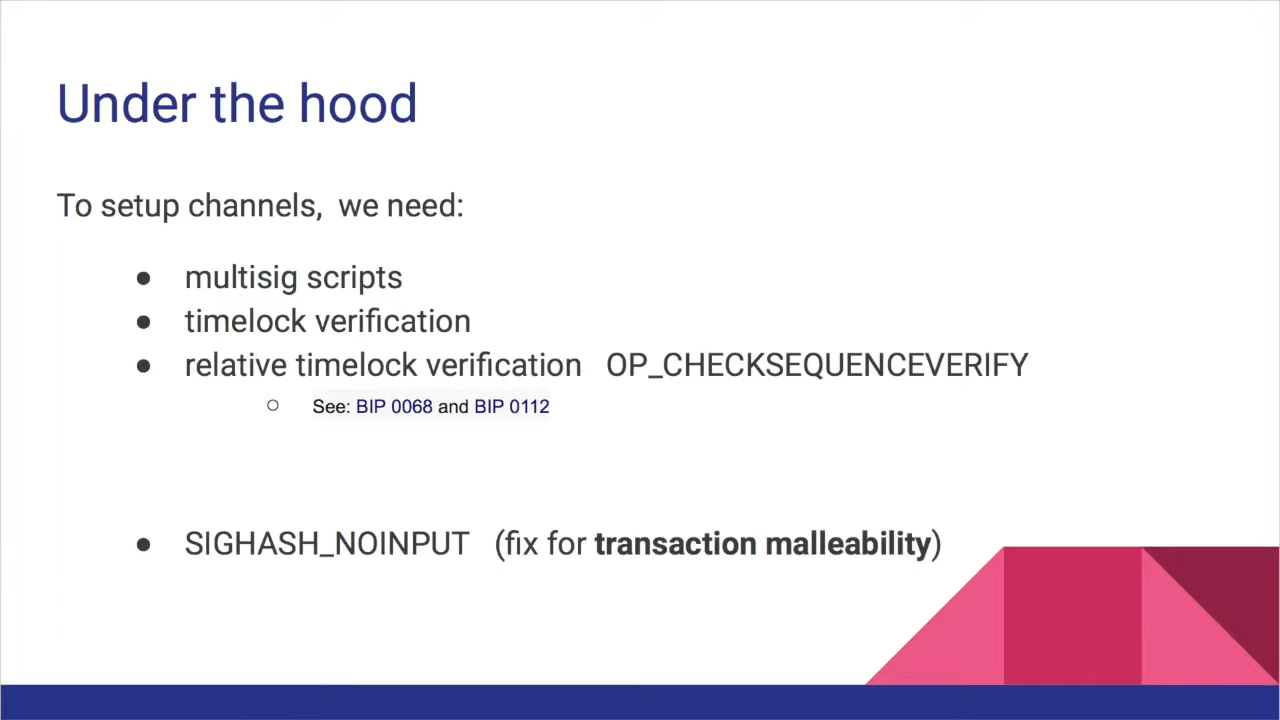 Under the hood
To setup channels,  we need:
● multisig scripts
● timelock verification
● relative timelock verification   OP_CHECKSEQUENCEVERIFY
○ See: BIP 0068 and BIP 0112
● SIGHASH_NOINPUT   (fix for transaction malleability)